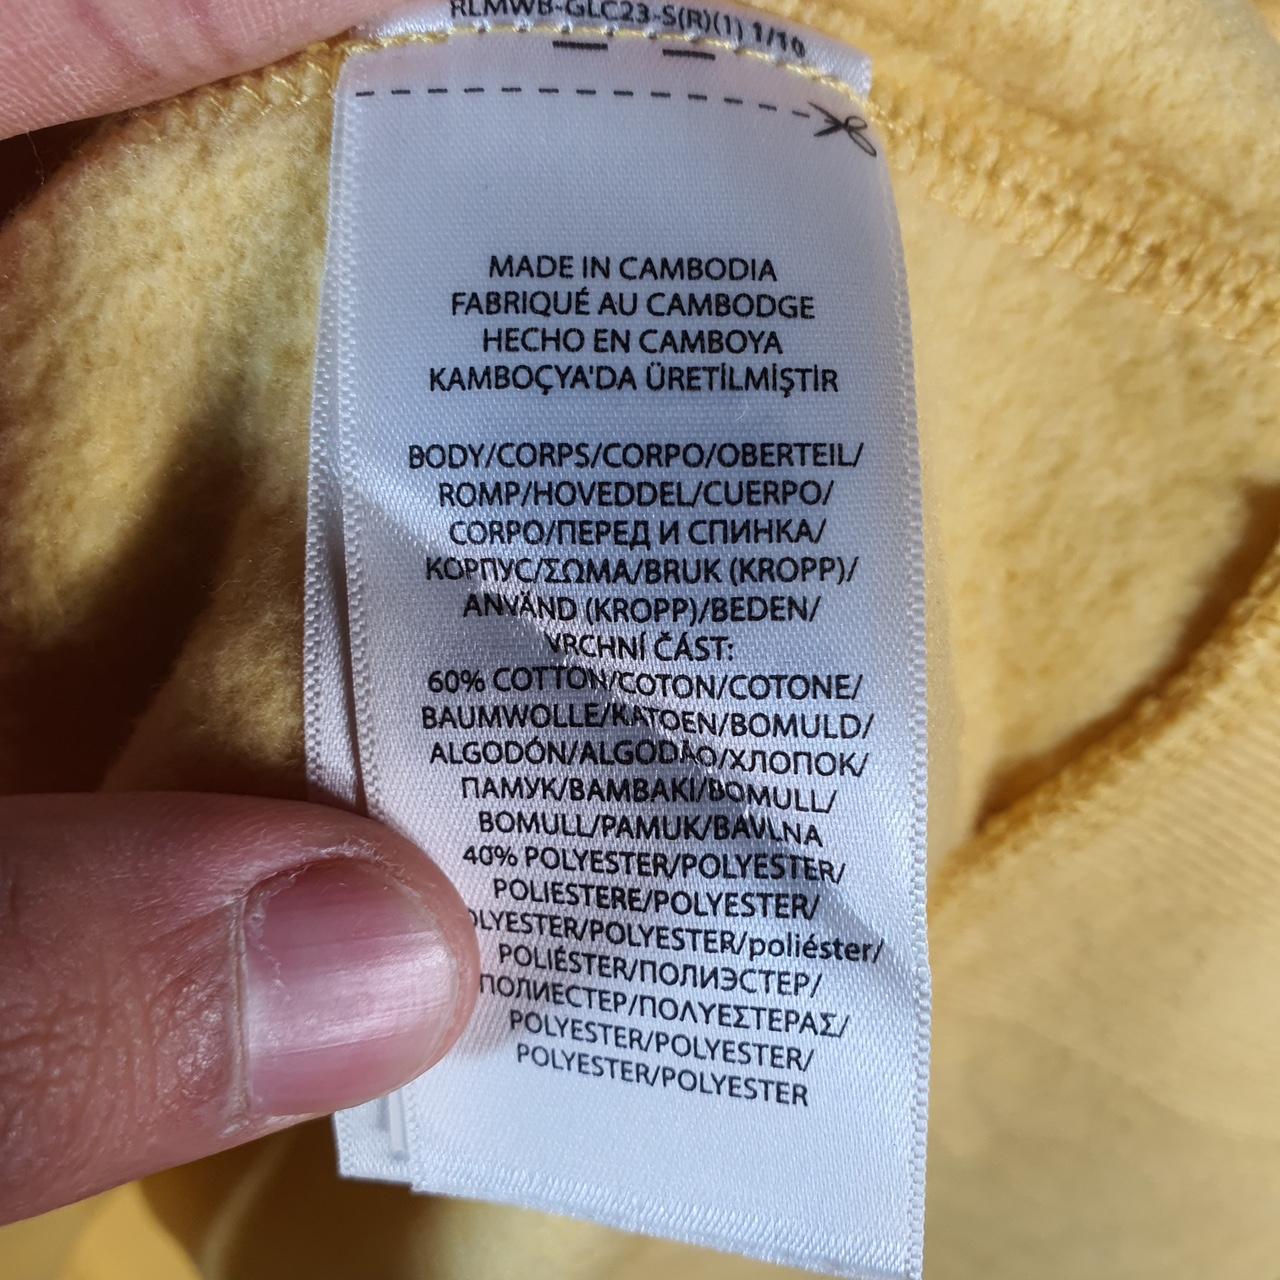 RLMWB-GLC23-S(R)(1) 1/10
MADE IN CAMBODIA
FABRIQUÉ AU CAMBODGE
HECHO EN CAMBOYA
KAMBOÇYA'DA ÜRETİLMİŞTİR
BODY/CORPS/CORPO/OBERTEIL/
ROMP/HOVEDDEL/CUERPO/
CORPO/ПЕРЕД И СПИНКА/
КОРПУС/ΣΩΜΑ/BRUK (KROPP)/
ANVÄND (KROPP)/BEDEN/
VRCHNÍ ČÁST:
60% COTTON/COTON/COTONE/
BAUMWOLLE/KATOEN/BOMULD/
ALGODÓN/ALGODÃO/ХЛОПОК/
ПАМУК/ΒΑΜΒΑΚΙ/BOMULL/
BOMULL/PAMUK/BAVLNA
40% POLYESTER/POLYESTER/
POLIESTERE/POLYESTER/
OLYESTER/POLYESTER/poliéster/
POLIÉSTER/ПОЛИЭСТЕР/
ПОЛИЕСТЕР/ΠΟΛΥΕΣΤΕΡΑΣ/
POLYESTER/POLYESTER/
POLYESTER/POLYESTER